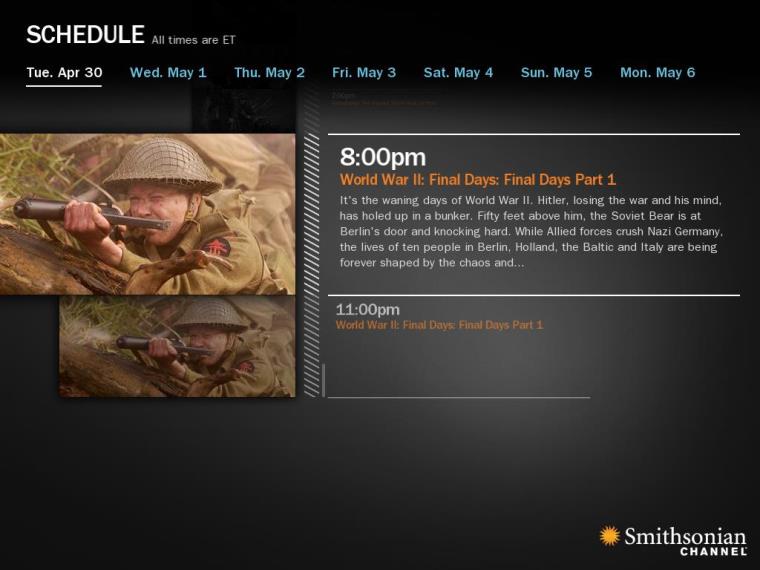 SCHEDULE All times are ET
Tue. Apr 30 Wed. May 1 Thu. May 2 Fri. May 3 Sat. May 4 Sun. May 5 Mon. May 6
8:00pm
World War II: Final Days: Final Days Part 1
It's the waning days of World War II. Hitler, losing the war and his mind,
has holed up in a bunker. Fifty feet above him, the Soviet Bear is at
Berlin's door and knocking hard. While Allied forces crush Nazi Germany,
the lives of ten people in Berlin, Holland, the Baltic and Italy are being
forever shaped by the chaos and...
11:00pm
World War II: Final Days: Final Days Part 1
Smithsonian
CHANNEL